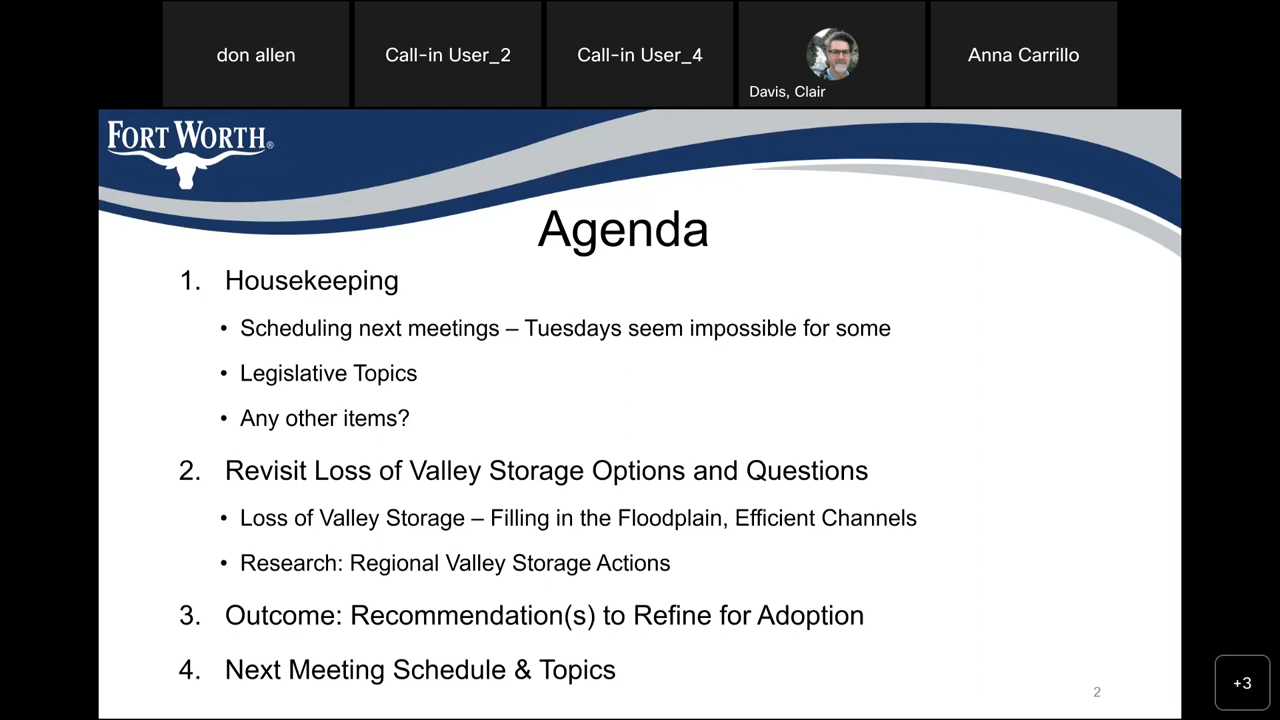 don allen
Call-in User_2
Call-in User_4
Davis, Clair
Anna Carrillo
FORT WORTH®
Agenda
1. Housekeeping
• Scheduling next meetings – Tuesdays seem impossible for some
• Legislative Topics
• Any other items?
2. Revisit Loss of Valley Storage Options and Questions
• Loss of Valley Storage – Filling in the Floodplain, Efficient Channels
• Research: Regional Valley Storage Actions
3. Outcome: Recommendation(s) to Refine for Adoption
4. Next Meeting Schedule & Topics
2
+3